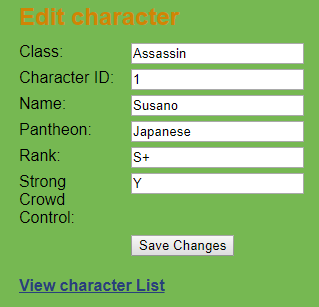 Edit character
Class: Assassin
Character ID: 1
Name: Susano
Pantheon: Japanese
Rank: S+
Strong Y
Crowd
Control:
Save Changes
View character List